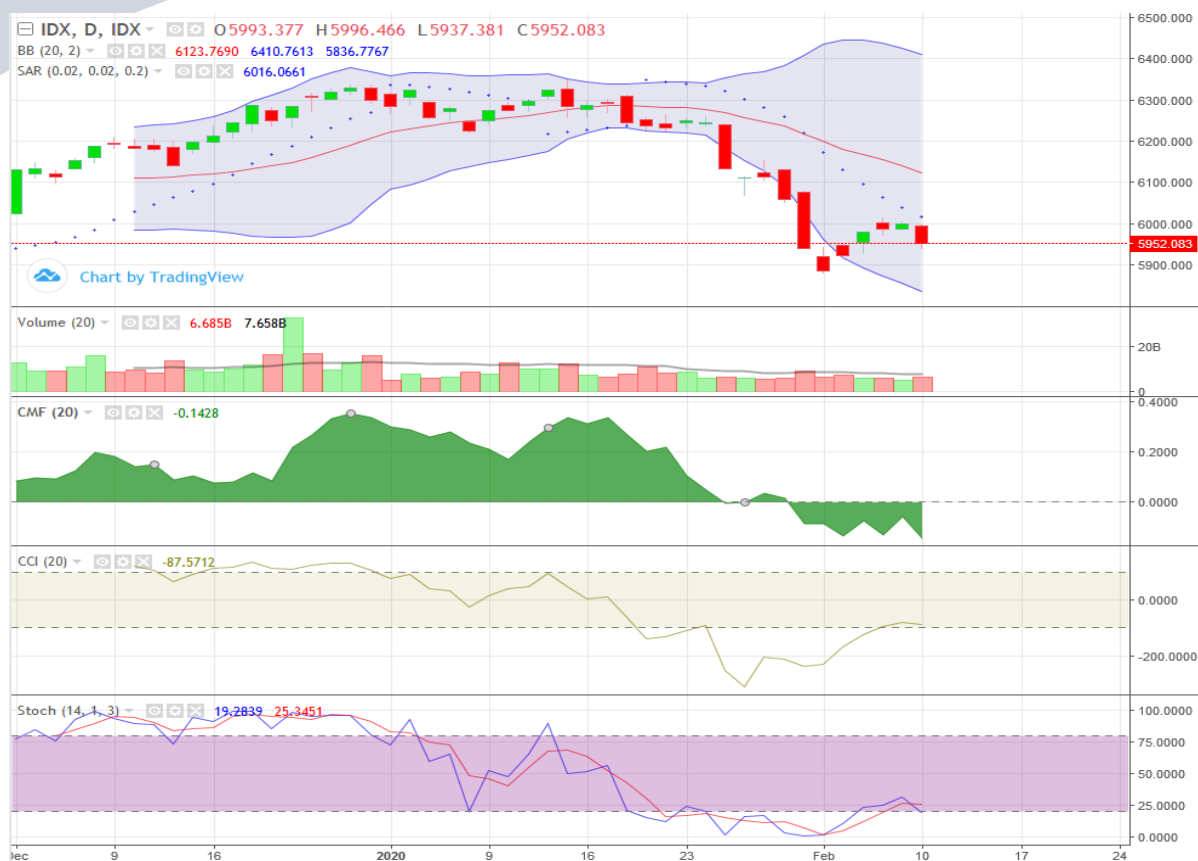 IDX, D, IDX O5993.377 H5996.466 L5937.381 C5952.083
BB (20, 2) 6123.7690 6410.7613 5836.7767
SAR (0.02, 0.02, 0.2) 6016.0661
6500.000
6400.000
6300.000
6200.000
6100.000
6000.000
5952.083
5900.000
Chart by TradingView
Volume (20) 6.685B 7.658B
20B
0
CMF (20) -0.1428
0.4000
0.2000
0.0000
CCI (20) -87.5712
0.0000
-200.0000
Stoch (14, 1, 3) 19.2839 25.3451
100.0000
75.0000
50.0000
25.0000
0.0000
Dec 9 16 2020 9 16 23 Feb 10 17 24